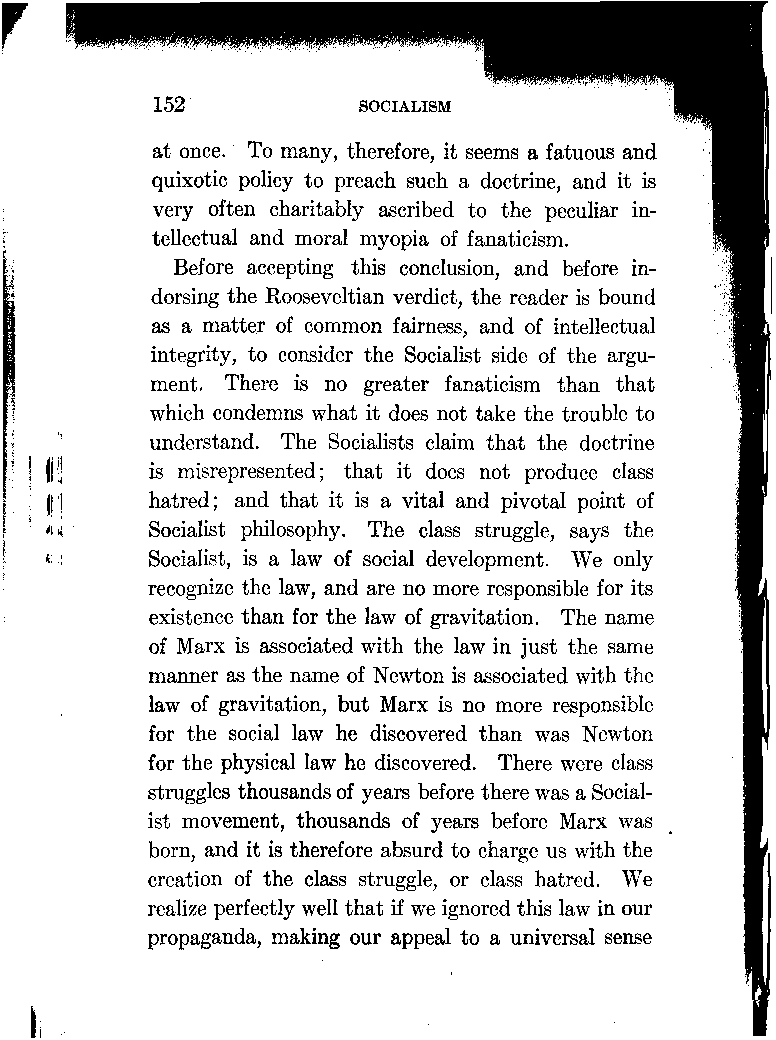 152 SOCIALISM
at once. To many, therefore, it seems a fatuous and
quixotic policy to preach such a doctrine, and it is
very often charitably ascribed to the peculiar in-
tellectual and moral myopia of fanaticism.
Before accepting this conclusion, and before in-
dorsing the Rooseveltian verdict, the reader is bound
as a matter of common fairness, and of intellectual
integrity, to consider the Socialist side of the argu-
ment. There is no greater fanaticism than that
which condemns what it does not take the trouble to
understand. The Socialists claim that the doctrine
is misrepresented; that it does not produce class
hatred; and that it is a vital and pivotal point of
Socialist philosophy. The class struggle, says the
Socialist, is a law of social development. We only
recognize the law, and are no more responsible for its
existence than for the law of gravitation. The name
of Marx is associated with the law in just the same
manner as the name of Newton is associated with the
law of gravitation, but Marx is no more responsible
for the social law he discovered than was Newton
for the physical law he discovered. There were class
struggles thousands of years before there was a Social-
ist movement, thousands of years before Marx was
born, and it is therefore absurd to charge us with the
creation of the class struggle, or class hatred. We
realize perfectly well that if we ignored this law in our
propaganda, making our appeal to a universal sense